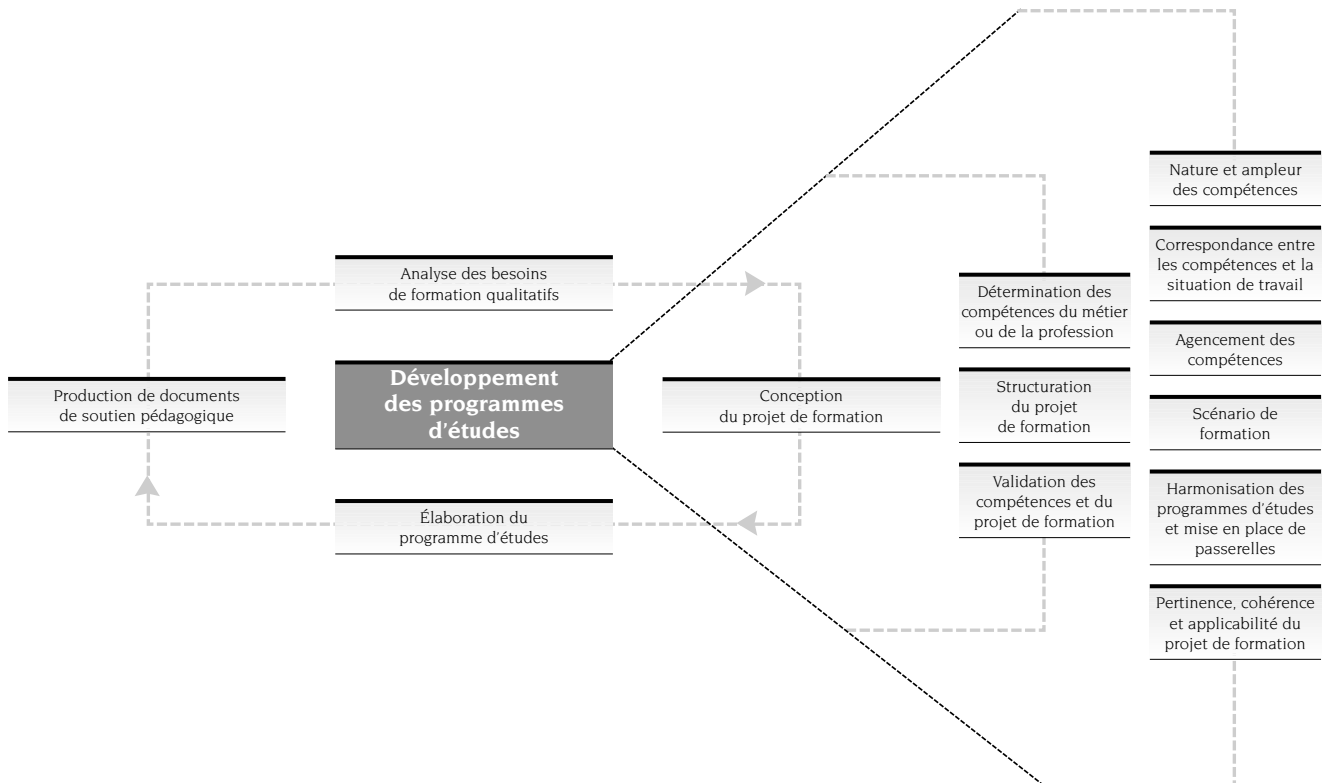 Analyse des besoins
de formation qualitatifs
Production de documents
de soutien pédagogique
Développement
des programmes
d'études
Conception
du projet de formation
Élaboration du
programme d'études
Détermination des
compétences du métier
ou de la profession
Structuration
du projet
de formation
Validation des
compétences et du
projet de formation
Nature et ampleur
des compétences
Correspondance entre
les compétences et la
situation de travail
Agencement des
compétences
Scénario de
formation
Harmonisation des
programmes d'études
et mise en place de
passerelles
Pertinence, cohérence
et applicabilité du
projet de formation